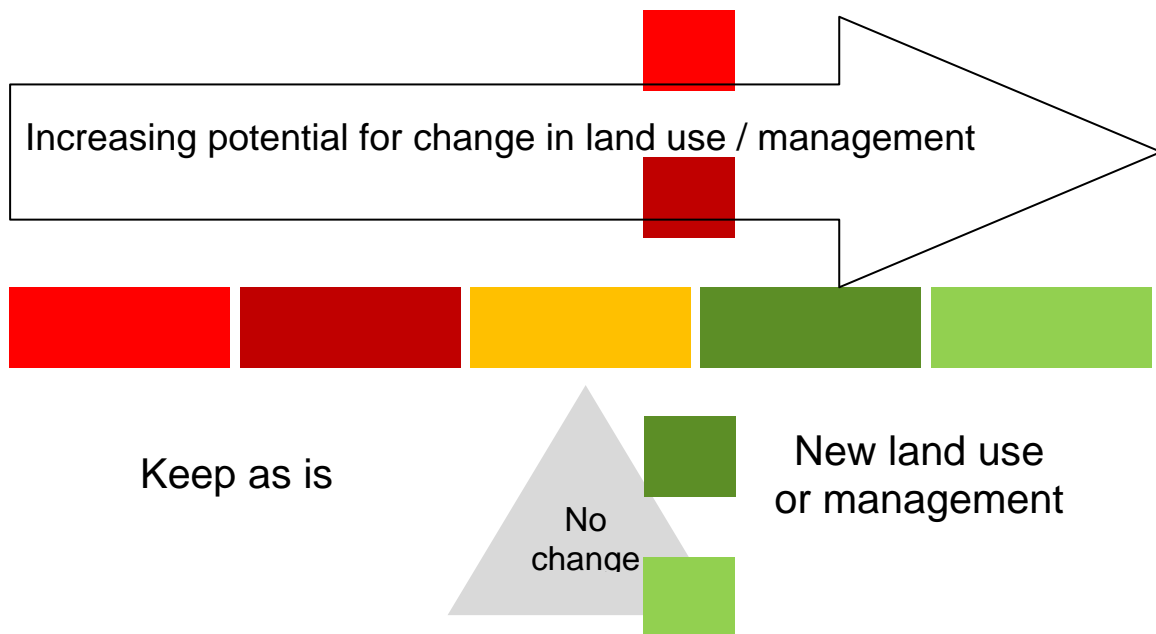 Increasing potential for change in land use / management
Keep as is
New land use
or management
No
change